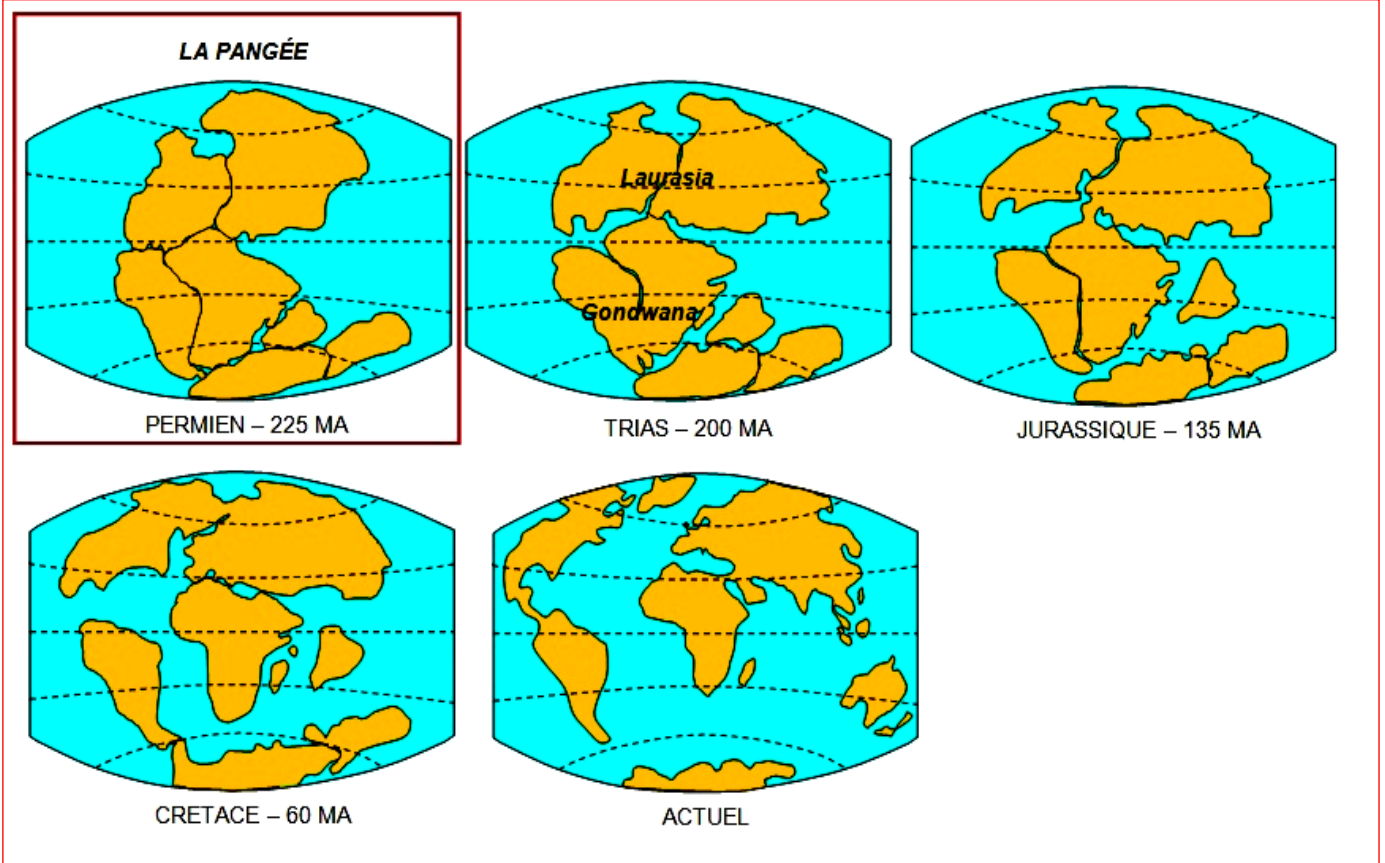 LA PANGÉE
Laurasia
Gondwana
PERMIEN – 225 MA
TRIAS – 200 MA
JURASSIQUE – 135 MA
CRETACE – 60 MA
ACTUEL